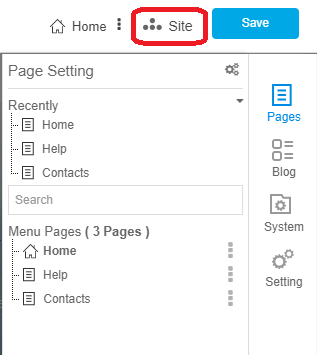 Home Site Save
Page Setting
Recently
Home
Help
Contacts
Search
Menu Pages ( 3 Pages )
Home
Help
Contacts
Pages
Blog
System
Setting